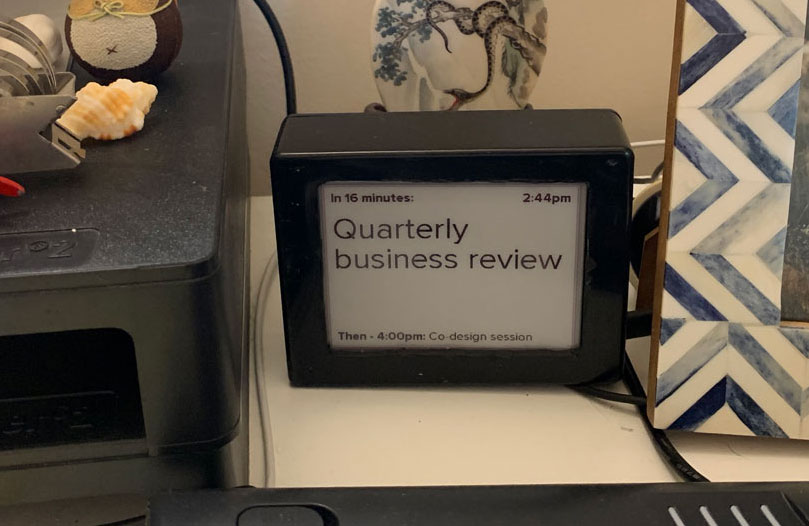 In 16 minutes: 2:44pm
Quarterly
business review
Then - 4:00pm: Co-design session